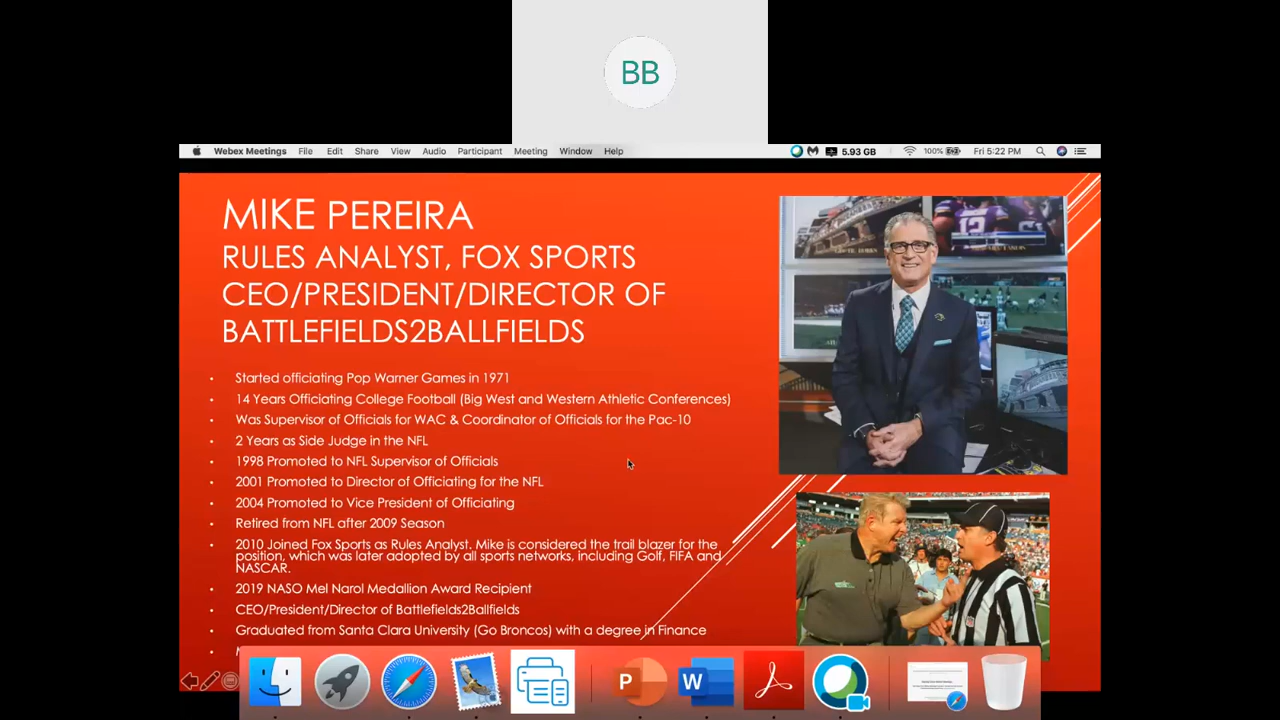 BB
Webex Meetings File Edit Share View Audio Participant Meeting Window Help 5.93 GB 100% Fri 5:22 PM
MIKE PEREIRA
RULES ANALYST, FOX SPORTS
CEO/PRESIDENT/DIRECTOR OF
BATTLEFIELDS2BALLFIELDS
• Started officiating Pop Warner Games in 1971
• 14 Years Officiating College Football (Big West and Western Athletic Conferences)
• Was Supervisor of Officials for WAC & Coordinator of Officials for the Pac-10
• 2 Years as Side Judge in the NFL
• 1998 Promoted to NFL Supervisor of Officials
• 2001 Promoted to Director of Officiating for the NFL
• 2004 Promoted to Vice President of Officiating
• Retired from NFL after 2009 Season
• 2010 Joined Fox Sports as Rules Analyst. Mike is considered the trail blazer for the
position, which was later adopted by all sports networks, including Golf, FIFA and
NASCAR.
• 2019 NASO Mel Narol Medallion Award Recipient
• CEO/President/Director of Battlefields2Ballfields
• Graduated from Santa Clara University (Go Broncos) with a degree in Finance
12
P
W